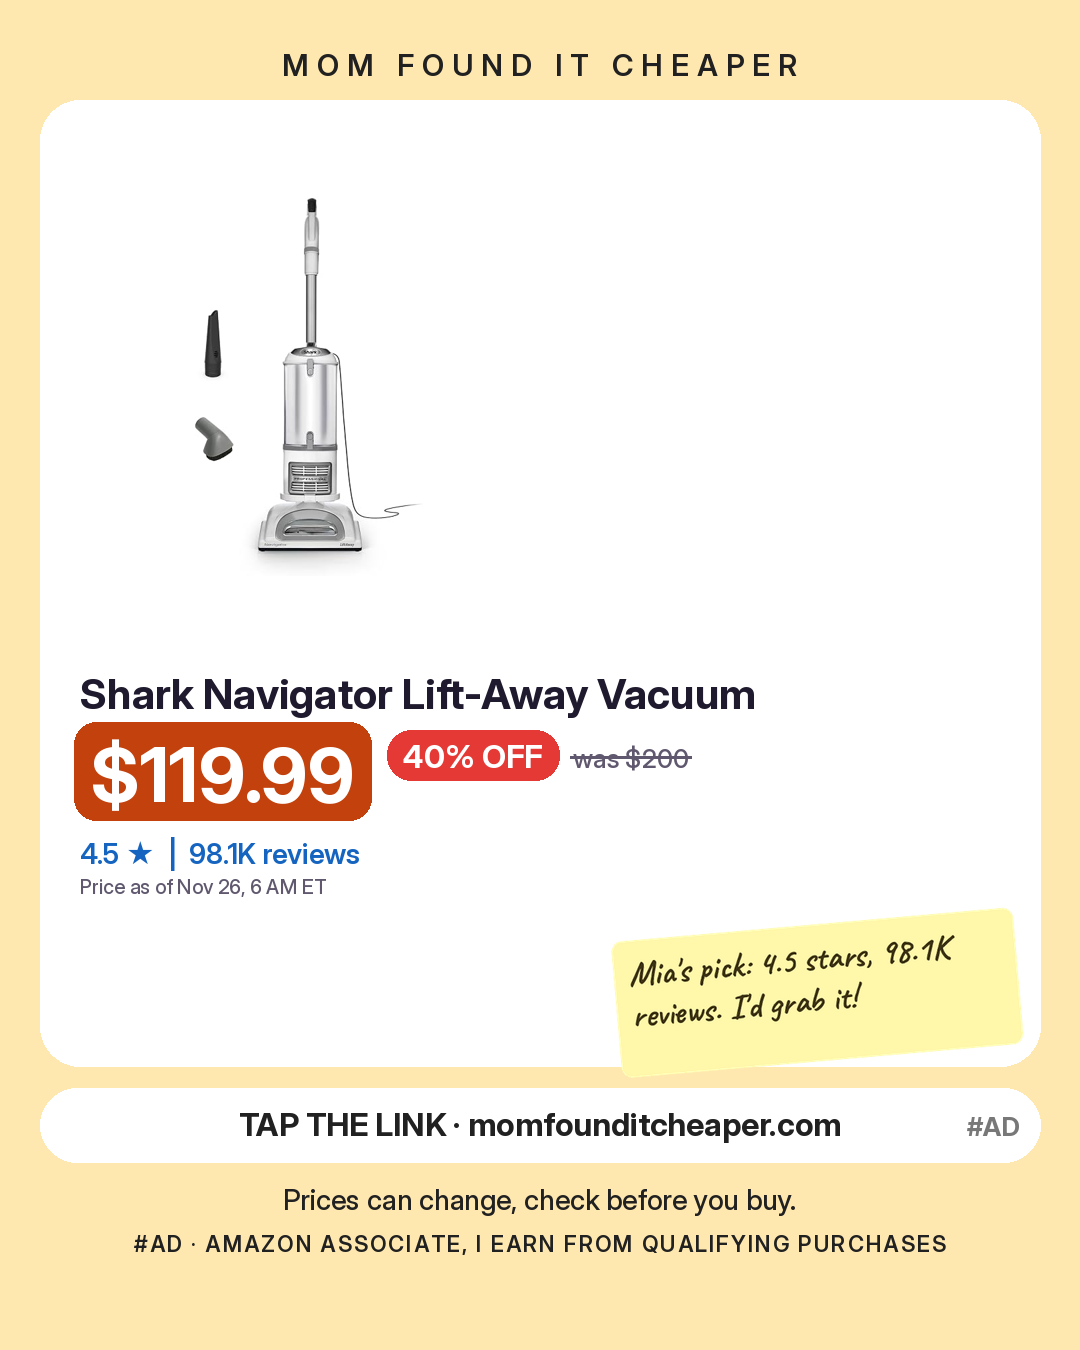 MOM FOUND IT CHEAPER
Shark
PROFESSIONAL
Shark Navigator Lift-Away Vacuum
$119.99
40% OFF
was $200
4.5 ★ | 98.1K reviews
Price as of Nov 26, 6 AM ET
Mia's pick: 4.5 stars, 98.1K
reviews. I'd grab it!
TAP THE LINK · momfounditcheaper.com
#AD
Prices can change, check before you buy.
#AD · AMAZON ASSOCIATE, I EARN FROM QUALIFYING PURCHASES